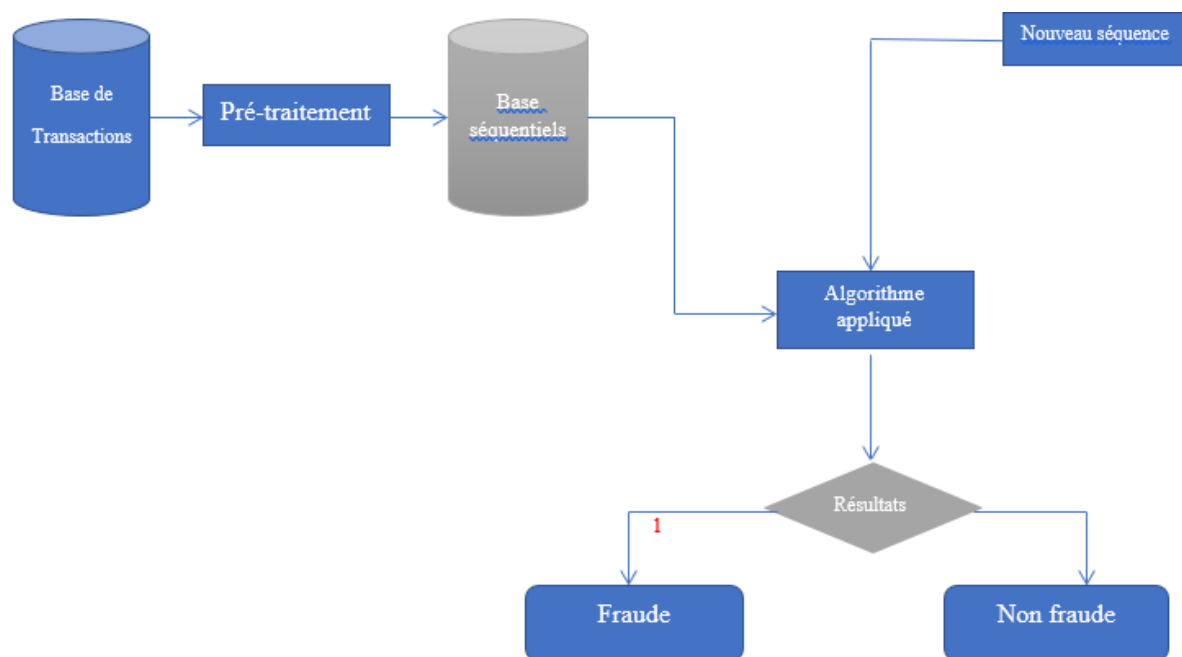 Nouveau séquence
Base de
Transactions
Pré-traitement
Base
séquentiels
Algorithme
appliqué
Résultats
1
Fraude
Non fraude